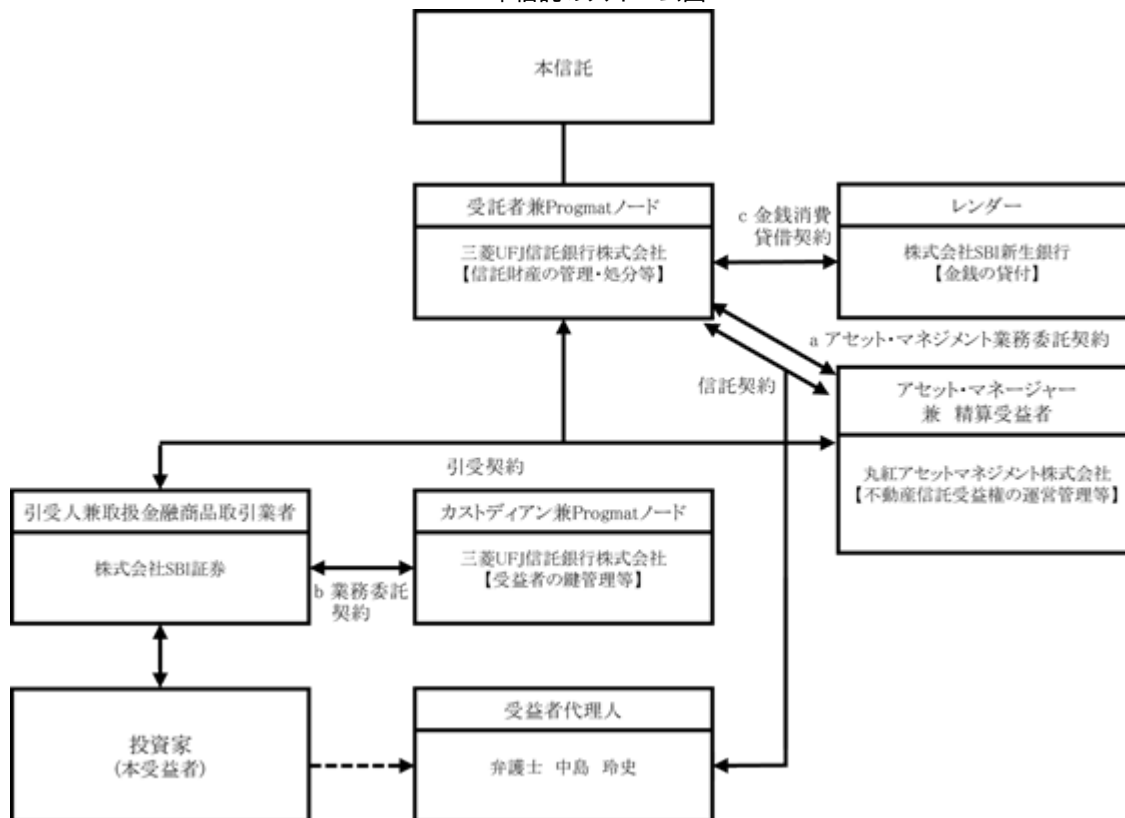 本信託
受託者兼Progmatノード
三菱UFJ信託銀行株式会社
【信託財産の管理・処分等】
c 金銭消費
貸借契約
レンダー
株式会社SBI新生銀行
【金銭の貸付】
a アセット・マネジメント業務委託契約
信託契約
アセット・マネージャー
兼 精算受益者
丸紅アセットマネジメント株式会社
【不動産信託受益権の運営管理等】
引受契約
引受人兼取扱金融商品取引業者
株式会社SBI証券
b 業務委託
契約
カストディアン兼Progmatノード
三菱UFJ信託銀行株式会社
【受益者の鍵管理等】
投資家
(本受益者)
受益者代理人
弁護士 中島 玲史